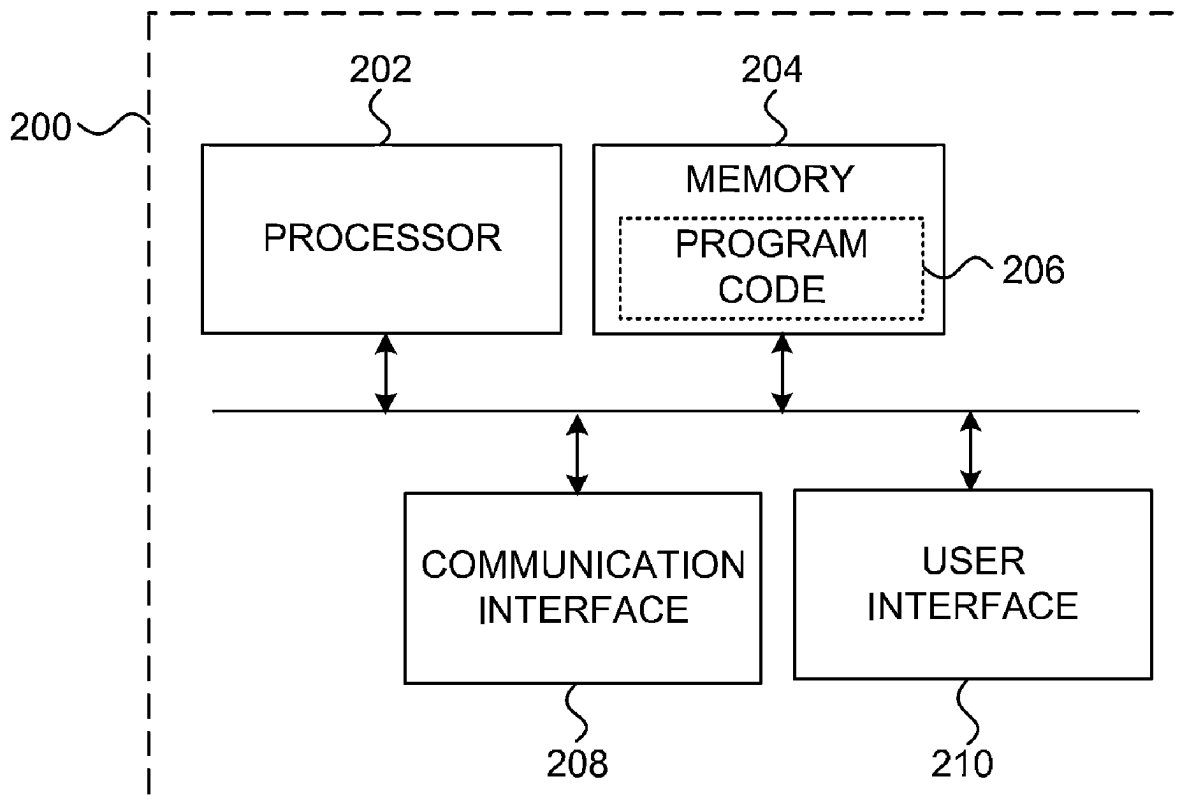 202
204
200
PROCESSOR
MEMORY
PROGRAM
CODE
206
COMMUNICATION
INTERFACE
USER
INTERFACE
208
210